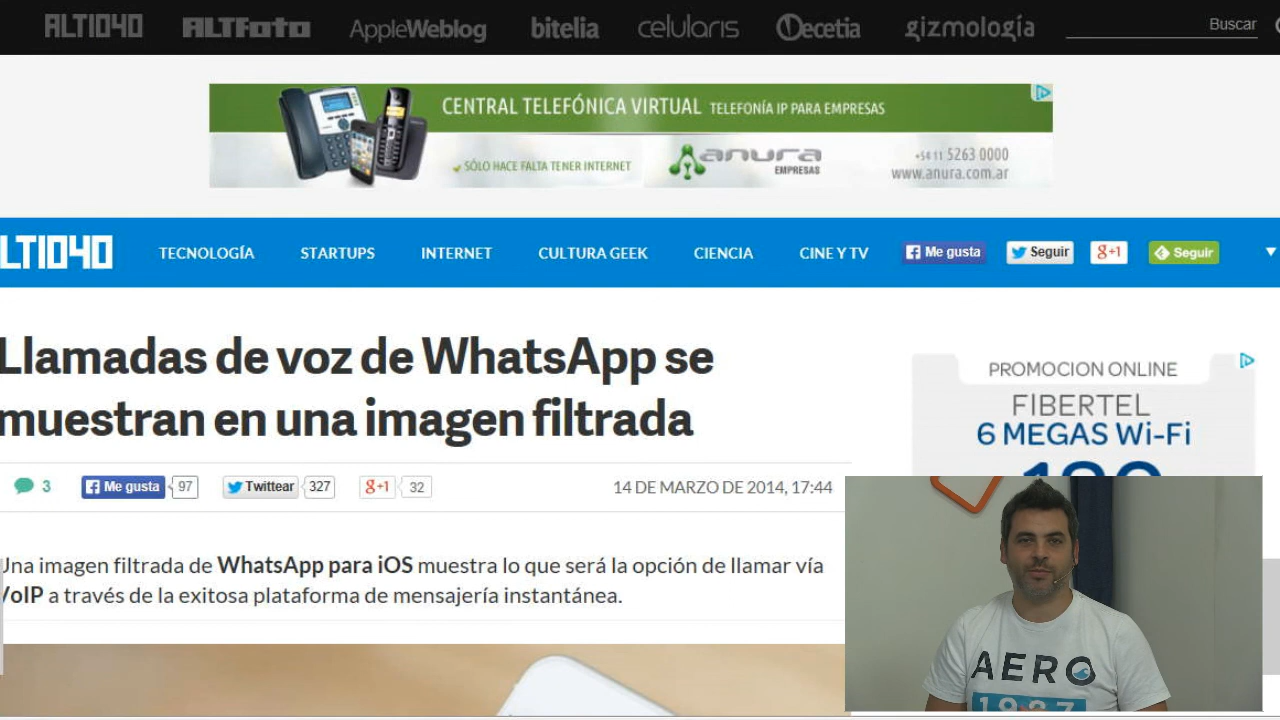 ALT1040 ALTFoto AppleWeblog bitelia celularis ecetia gizmología Buscar
CENTRAL TELEFÓNICA VIRTUAL TELEFONÍA IP PARA EMPRESAS
SÓLO HACE FALTA TENER INTERNET
anura
EMPRESAS
+54 11 5263 0000
www.anura.com.ar
LT1040 TECNOLOGÍA STARTUPS INTERNET CULTURA GEEK CIENCIA CINE Y TV Me gusta Seguir g+1 Seguir
Llamadas de voz de WhatsApp se
muestran en una imagen filtrada
3 Me gusta 97 Twittear 327 g+1 32 14 DE MARZO DE 2014, 17:44
Una imagen filtrada de WhatsApp para iOS muestra lo que será la opción de llamar vía
VoIP a través de la exitosa plataforma de mensajería instantánea.
PROMOCION ONLINE
FIBERTEL
6 MEGAS Wi-Fi
AERO
1987